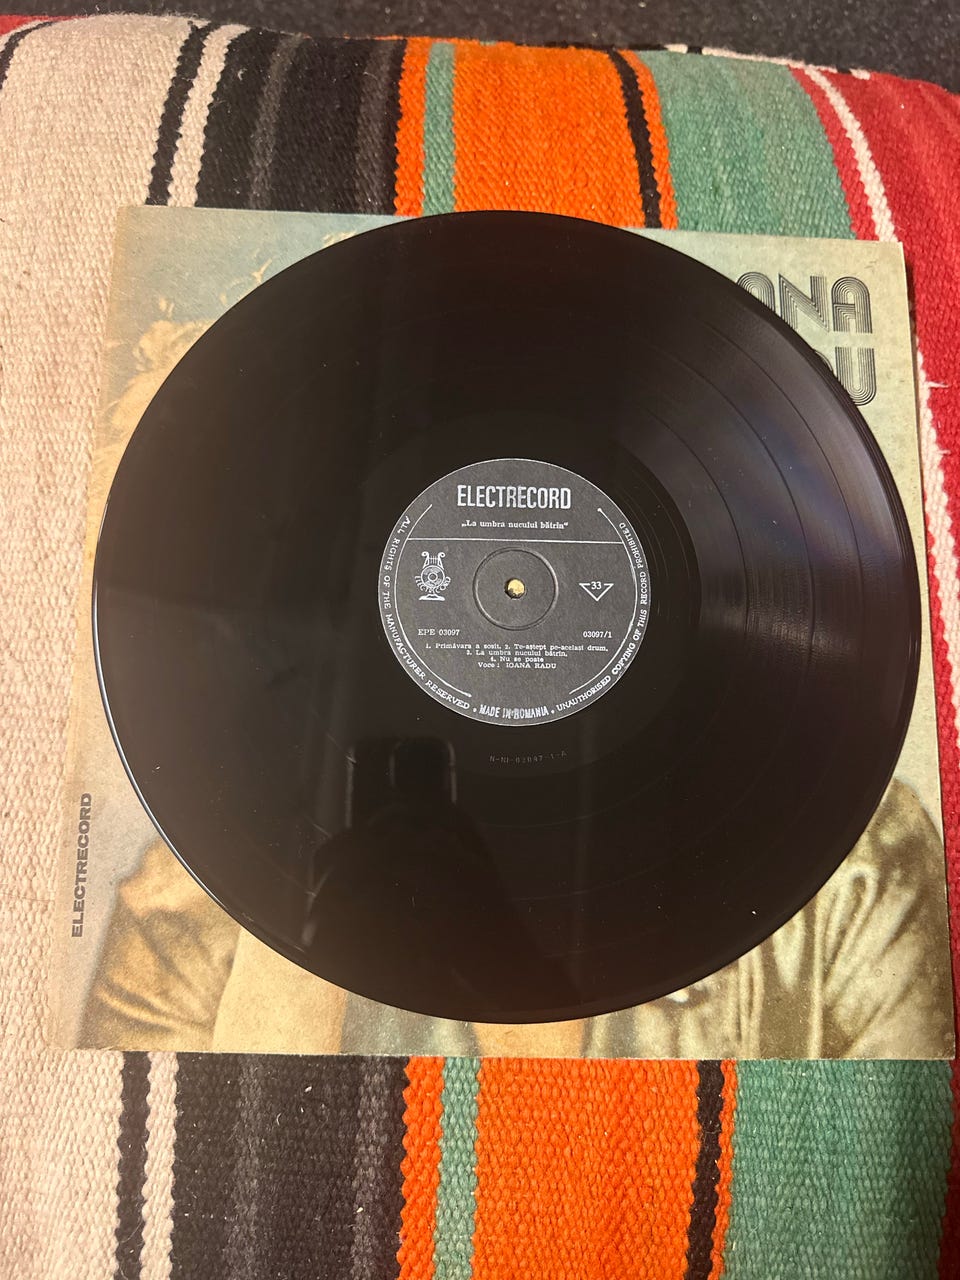 ANA
DU
ELECTRECORD
„La umbra nucului bătrîn"
ALL RIGHTS OF THE MANUFACTURER RESERVED • MADE IN ROMANIA • UNAUTHORISED COPYING OF THIS RECORD PROHIBITED
ELECTRECORD
33
EPE 03097 03097/1
1. Primăvara a sosit. 2. Te-aștept pe-același drum.
3. La umbra nucului bătrîn.
4. Nu se poate
Voce : IOANA RADU
ELECTRECORD